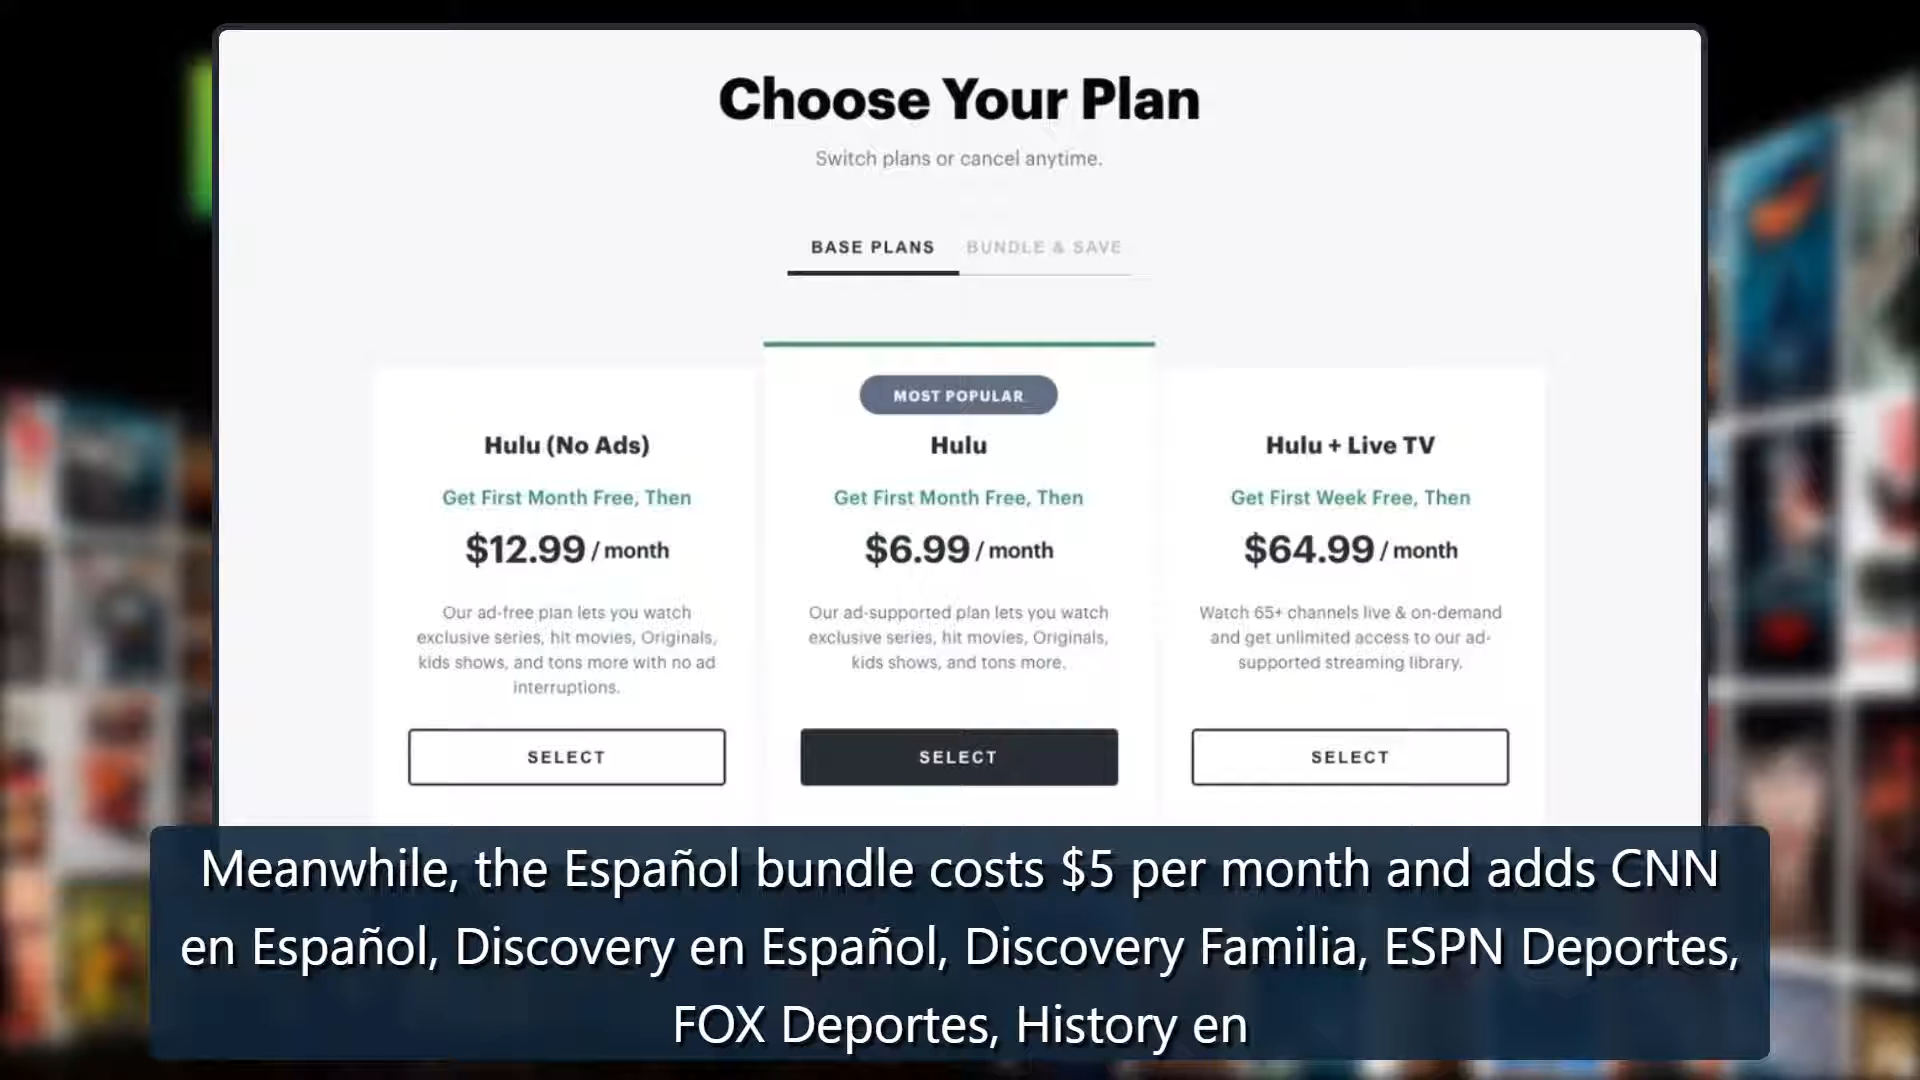 Choose Your Plan
Switch plans or cancel anytime.
BASE PLANS BUNDLE & SAVE
MOST POPULAR
Hulu (No Ads)
Get First Month Free, Then
$12.99 / month
Our ad-free plan lets you watch
exclusive series, hit movies, Originals,
kids shows, and tons more with no ad
interruptions.
SELECT
Hulu
Get First Month Free, Then
$6.99 / month
Our ad-supported plan lets you watch
exclusive series, hit movies, Originals,
kids shows, and tons more.
SELECT
Hulu + Live TV
Get First Week Free, Then
$64.99 / month
Watch 65+ channels live & on-demand
and get unlimited access to our ad-
supported streaming library.
SELECT
Meanwhile, the Español bundle costs $5 per month and adds CNN
en Español, Discovery en Español, Discovery Familia, ESPN Deportes,
FOX Deportes, History en